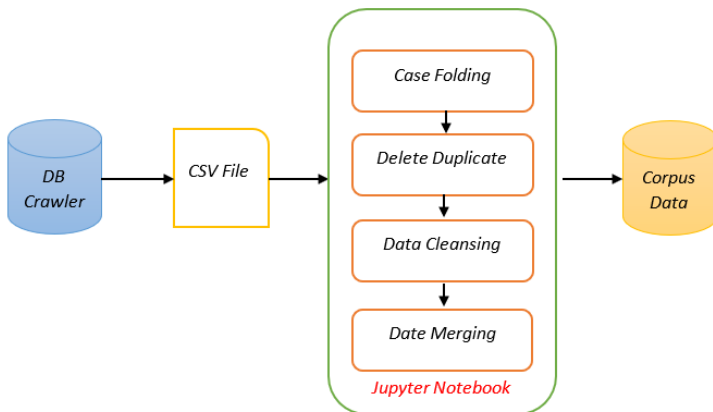 DB
Crawler
CSV File
Case Folding
Delete Duplicate
Data Cleansing
Date Merging
Jupyter Notebook
Corpus
Data